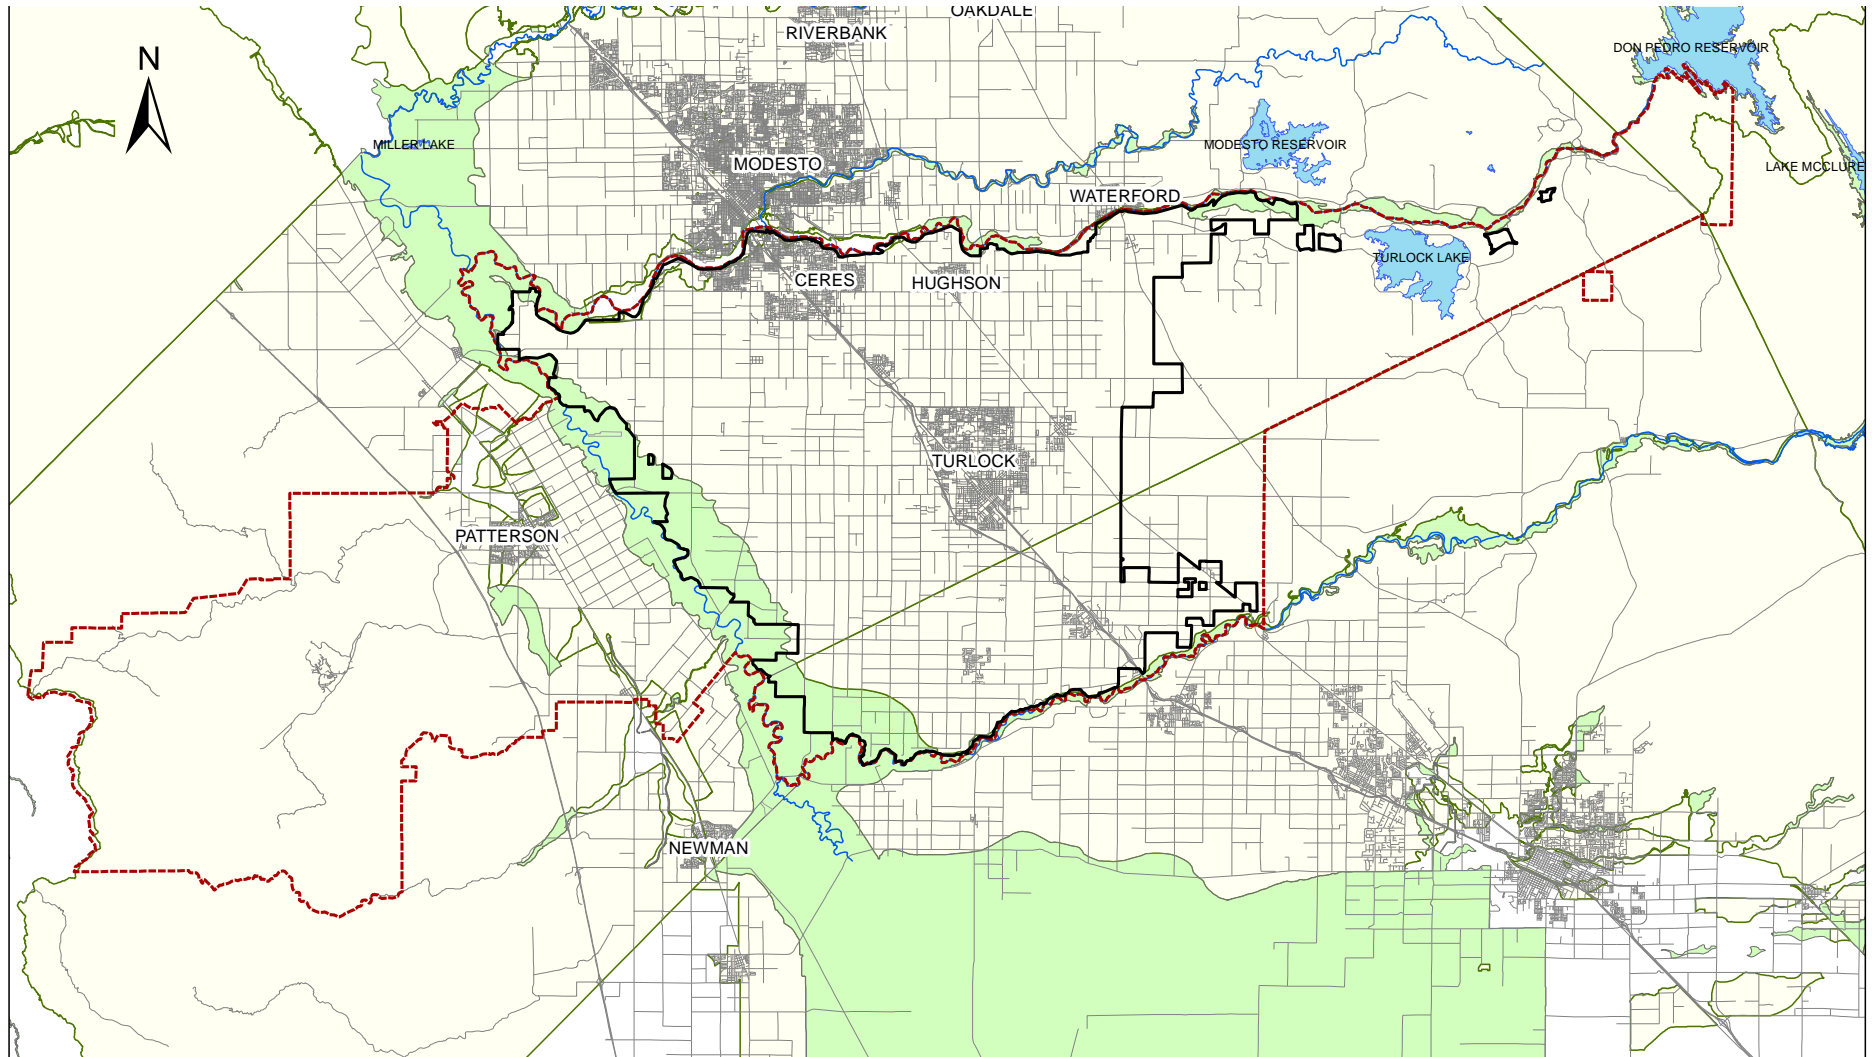 OAKDALE
RIVERBANK
N
DON PEDRO RESERVOIR
MILLER LAKE
MODESTO RESERVOIR
MODESTO
LAKE MCCLURE
WATERFORD
TURLOCK LAKE
CERES
HUGHSON
TURLOCK
PATTERSON
NEWMAN